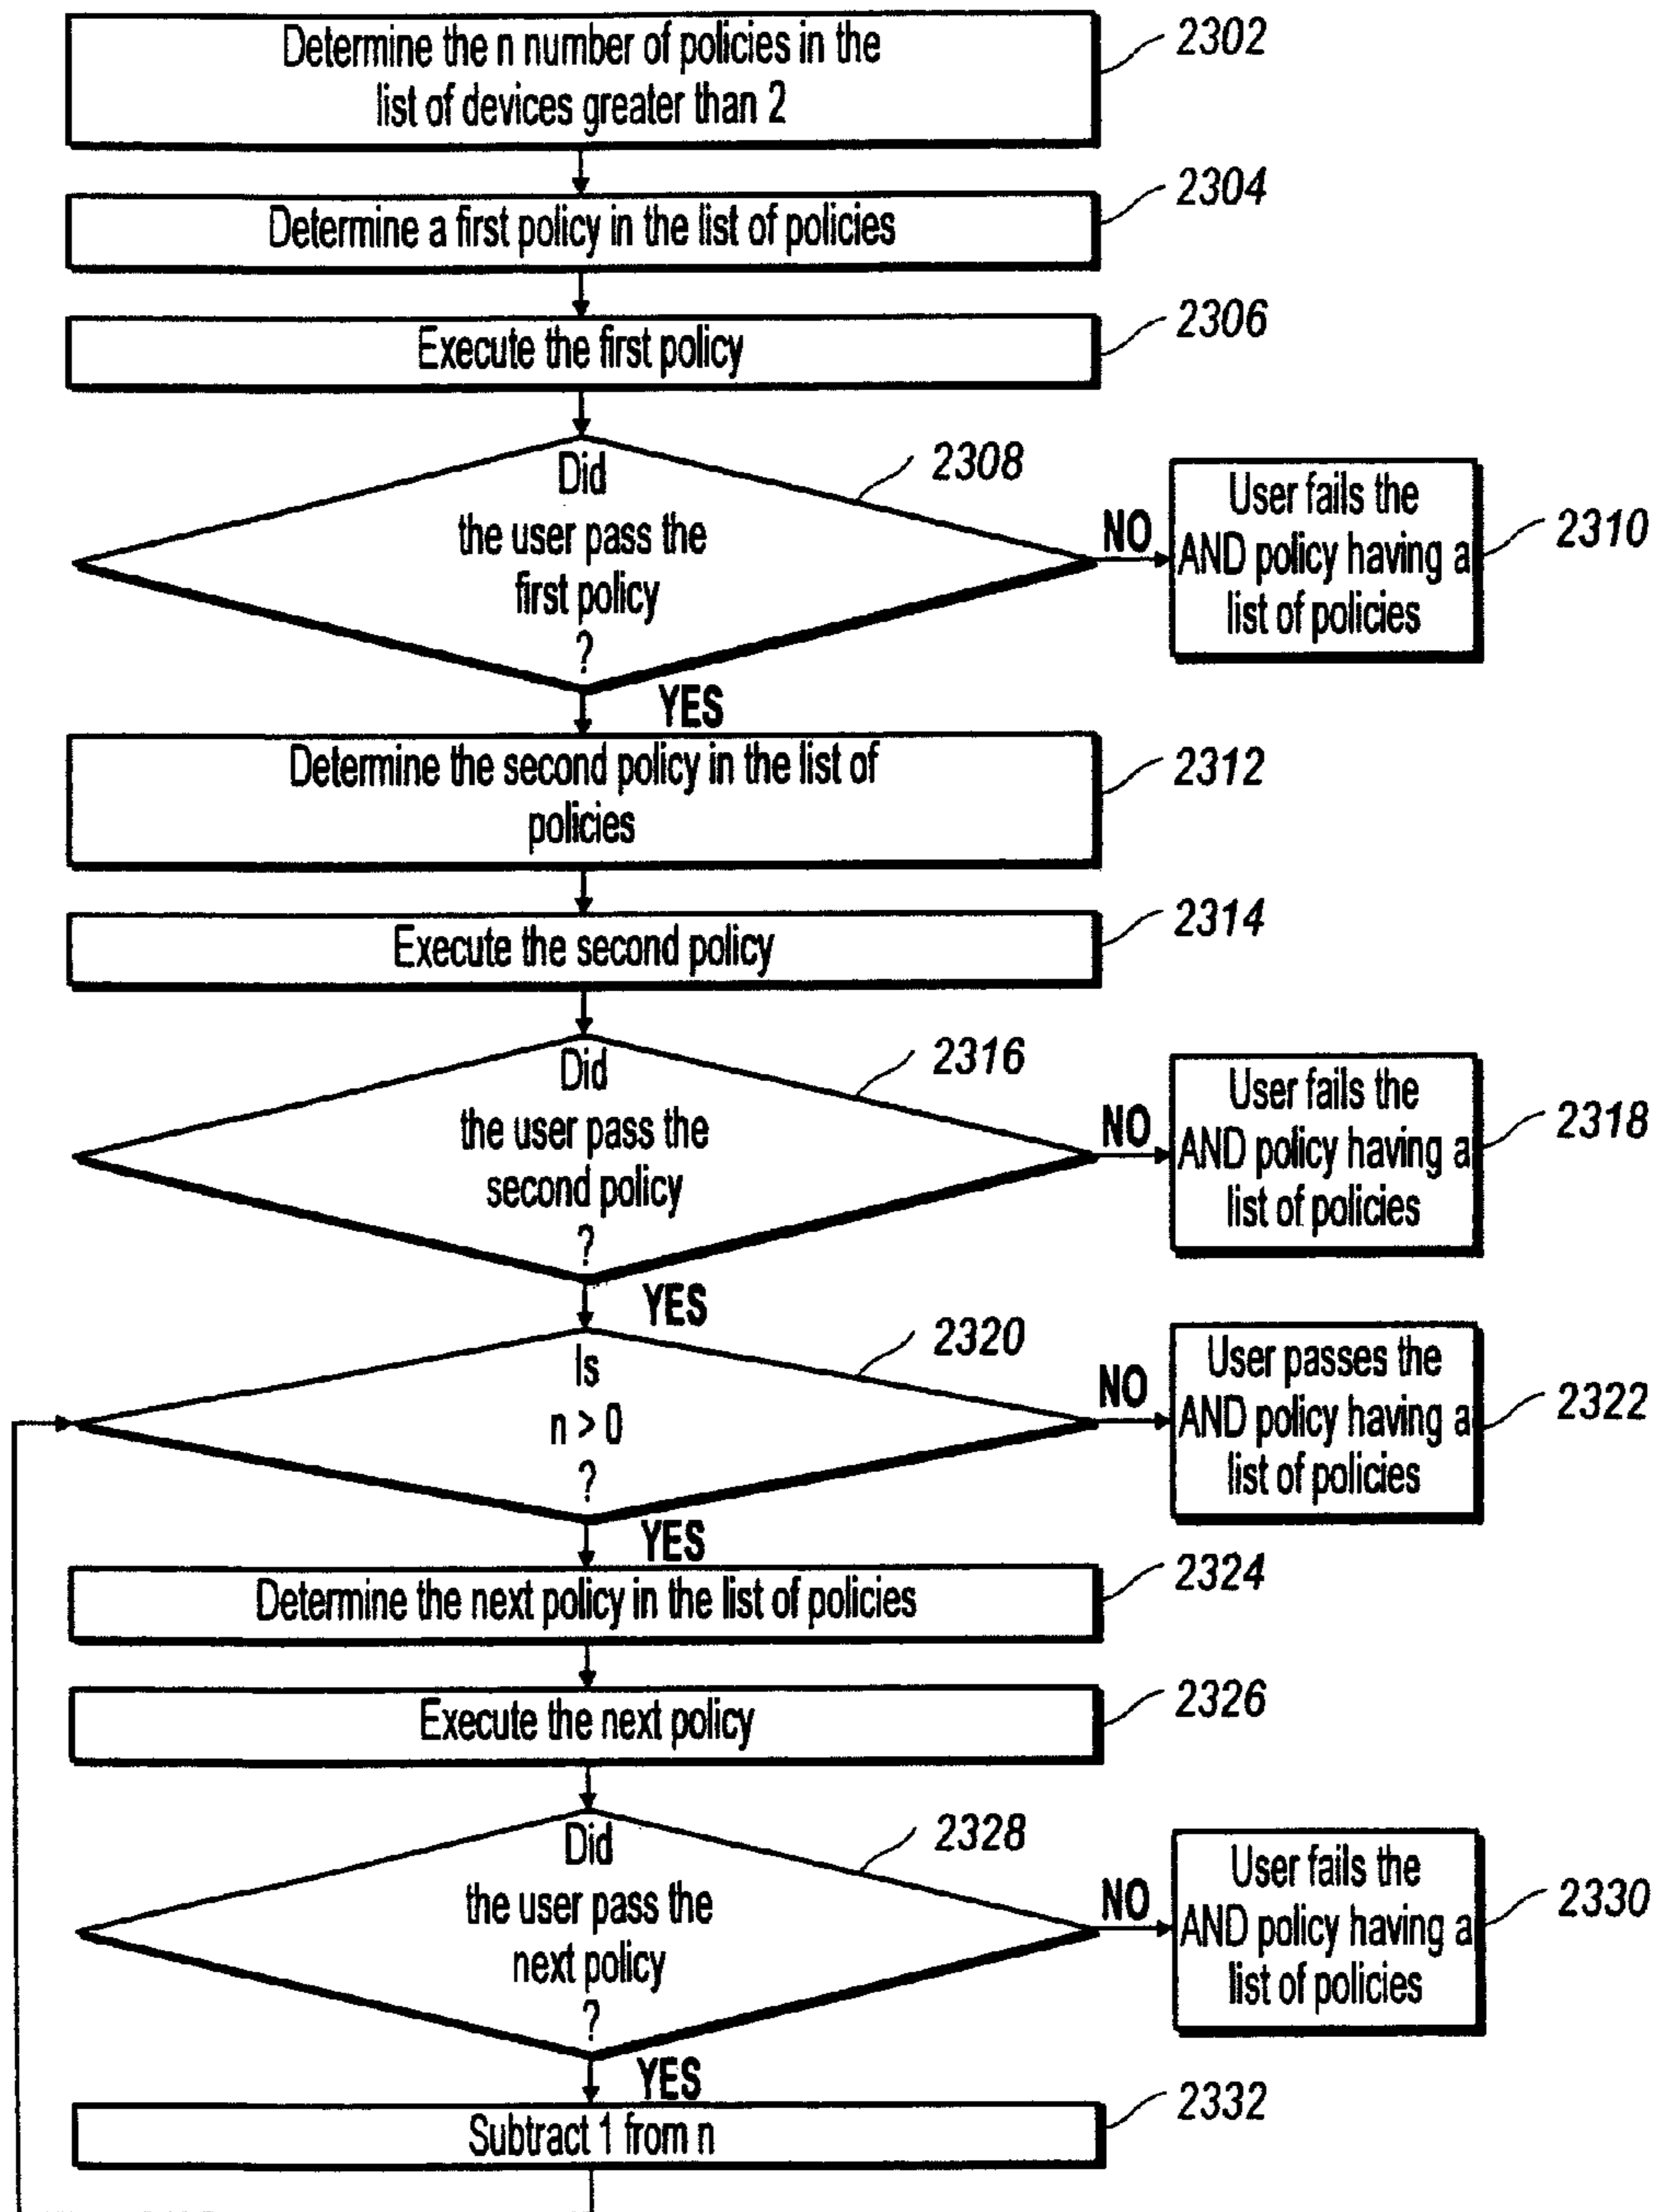 Determine the n number of policies in the
list of devices greater than 2
2302
Determine a first policy in the list of policies
2304
Execute the first policy
2306
Did
the user pass the
first policy
?
2308
NO
User fails the
AND policy having a
list of policies
2310
YES
Determine the second policy in the list of
policies
2312
Execute the second policy
2314
Did
the user pass the
second policy
?
2316
NO
User fails the
AND policy having a
list of policies
2318
YES
Is
n > 0
?
2320
NO
User passes the
AND policy having a
list of policies
2322
YES
Determine the next policy in the list of policies
2324
Execute the next policy
2326
Did
the user pass the
next policy
?
2328
NO
User fails the
AND policy having a
list of policies
2330
YES
Subtract 1 from n
2332